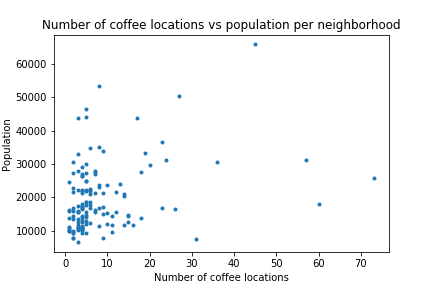 Number of coffee locations vs population per neighborhood
Population
60000
50000
40000
30000
20000
10000
0 10 20 30 40 50 60 70
Number of coffee locations